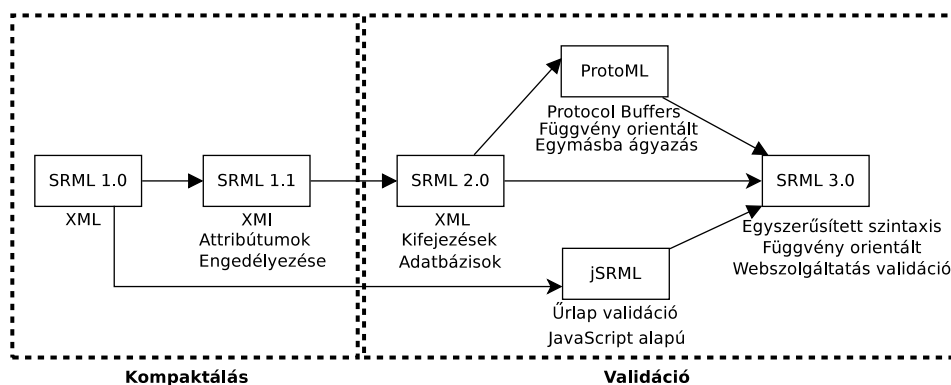 ProtoML
Protocol Buffers
Függvény orientált
Egymásba ágyazás
SRML 1.0
XML
SRML 1.1
XMI
Attribútumok
Engedélyezése
SRML 2.0
XML
Kifejezések
Adatbázisok
SRML 3.0
Egyszerűsített szintaxis
Függvény orientált
Webszolgáltatás validáció
jSRML
Űrlap validáció
JavaScript alapú
Kompaktálás
Validáció